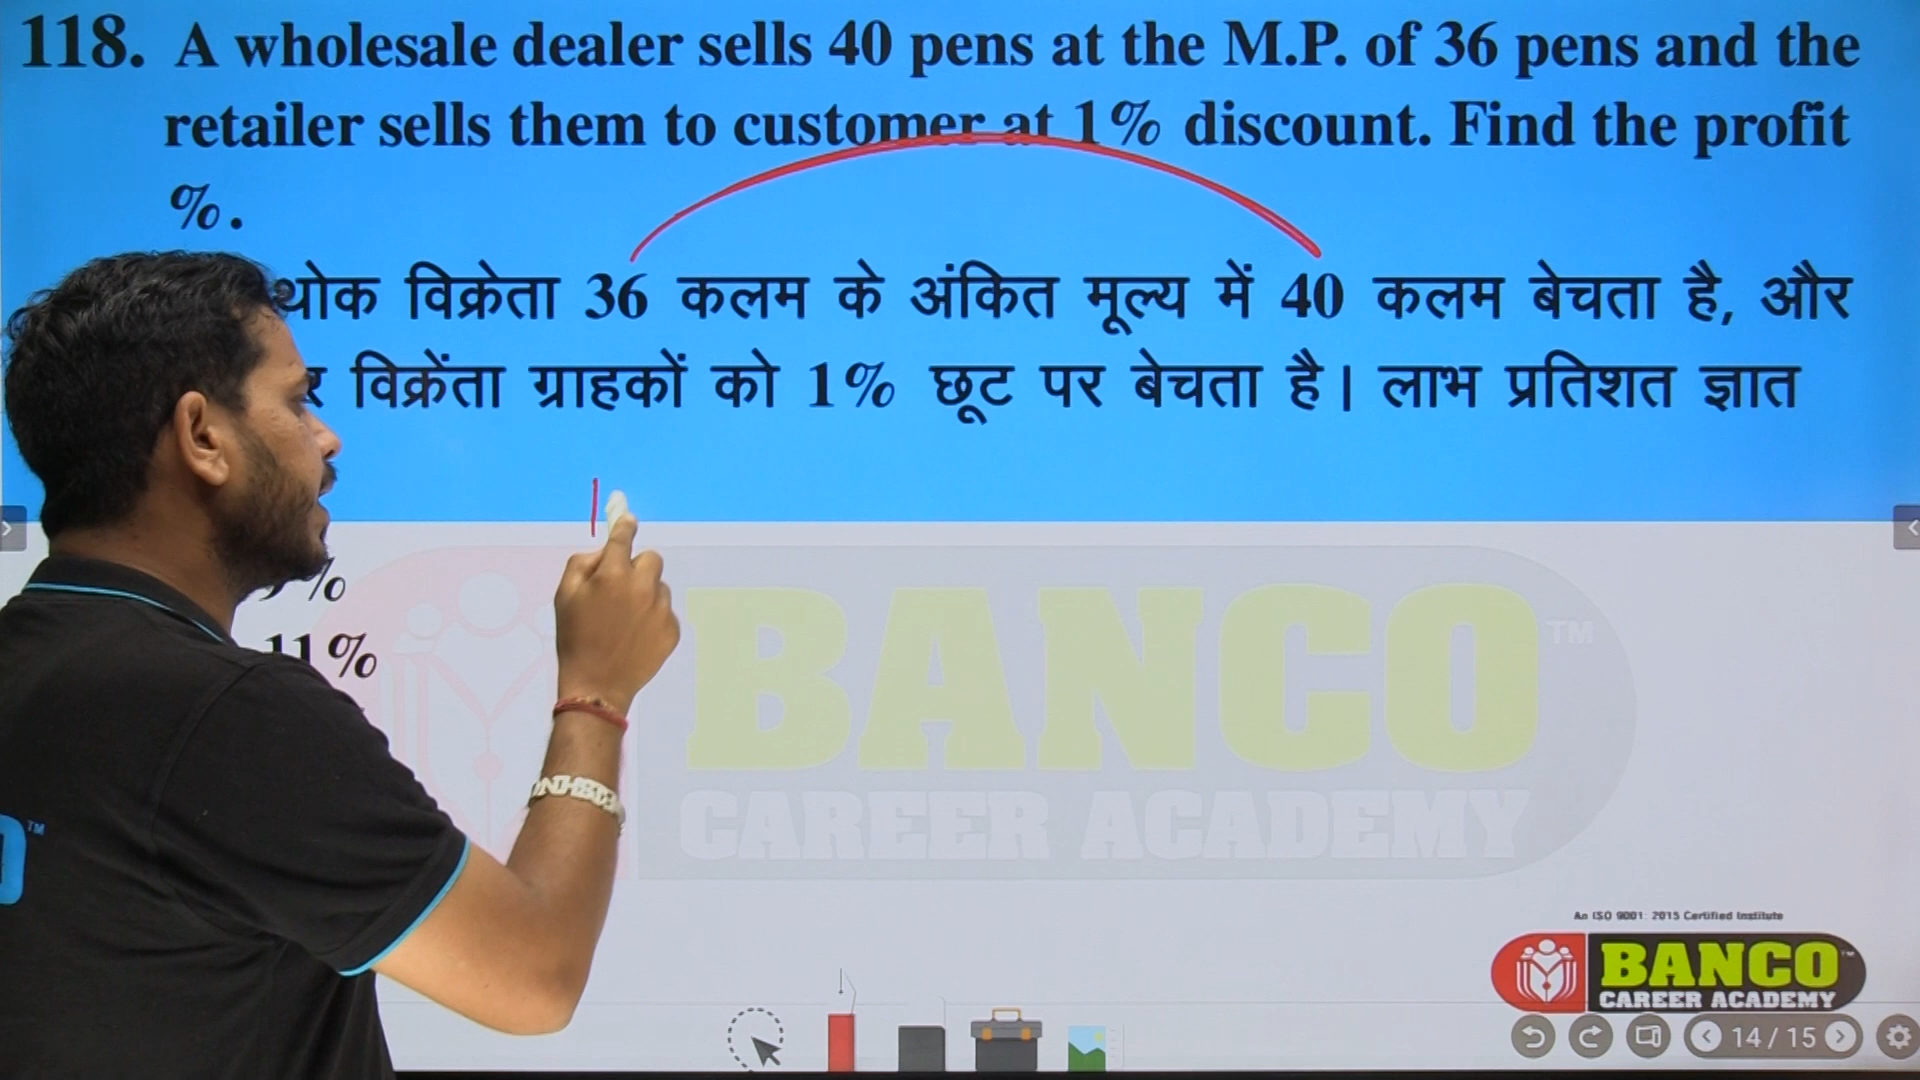 118. A wholesale dealer sells 40 pens at the M.P. of 36 pens and the
retailer sells them to customer at 1% discount. Find the profit
%.
थोक विक्रेता 36 कलम के अंकित मूल्य में 40 कलम बेचता है, और
विक्रेंता ग्राहकों को 1% छूट पर बेचता है। लाभ प्रतिशत ज्ञात
%
11%
BANCO TM
CAREER ACADEMY
An ISO 9001: 2015 Certified Institute
BANCO
CAREER ACADEMY
14/15
TM